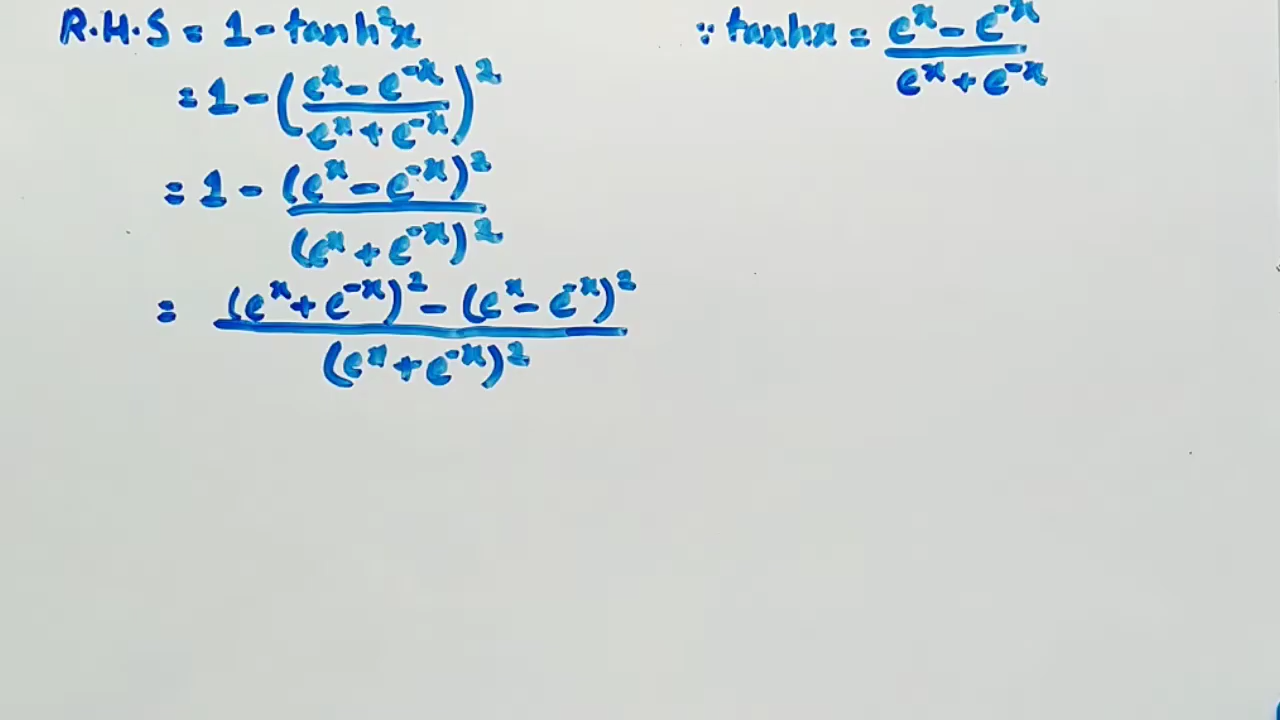 R.H.S = 1 - tanh²x
∵ tanhx = (e^x - e^-x) / (e^x + e^-x)
= 1 - ((e^x - e^-x) / (e^x + e^-x))²
= 1 - (e^x - e^-x)² / (e^x + e^-x)²
= ((e^x + e^-x)² - (e^x - e^-x)²) / (e^x + e^-x)²